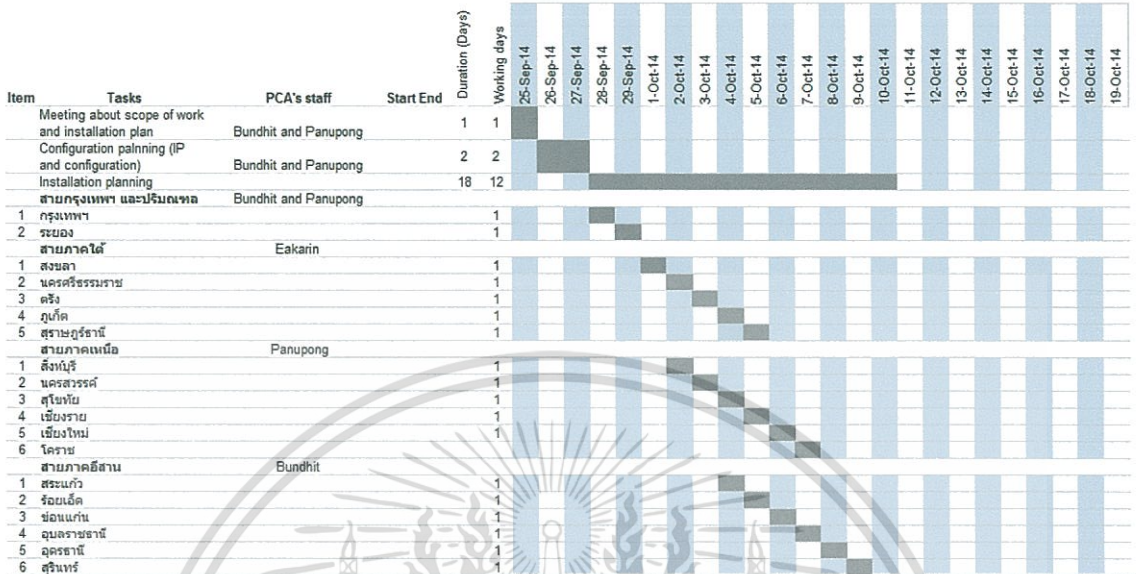 Item Tasks PCA's staff Start End Duration (Days) Working days 25-Sep-14 26-Sep-14 27-Sep-14 28-Sep-14 29-Sep-14 1-Oct-14 2-Oct-14 3-Oct-14 4-Oct-14 5-Oct-14 6-Oct-14 7-Oct-14 8-Oct-14 9-Oct-14 10-Oct-14 11-Oct-14 12-Oct-14 13-Oct-14 14-Oct-14 15-Oct-14 16-Oct-14 17-Oct-14 18-Oct-14 19-Oct-14
Meeting about scope of work
and installation plan Bundhit and Panupong 1 1
Configuration palnning (IP
and configuration) Bundhit and Panupong 2 2
Installation planning 18 12
สายกรุงเทพฯ และปริมณฑล Bundhit and Panupong
1 กรุงเทพฯ 1
2 ระยอง 1
สายภาคใต้ Eakarin
1 สงขลา 1
2 นครศรีธรรมราช 1
3 ตรัง 1
4 ภูเก็ต 1
5 สุราษฎร์ธานี 1
สายภาคเหนือ Panupong
1 สิงห์บุรี 1
2 นครสวรรค์ 1
3 สุโขทัย 1
4 เชียงราย 1
5 เชียงใหม่ 1
6 โคราช
สายภาคอีสาน Bundhit
1 สระแก้ว 1
2 ร้อยเอ็ด 1
3 ขอนแก่น 1
4 อุบลราชธานี 1
5 อุดรธานี 1
6 สุรินทร์ 1